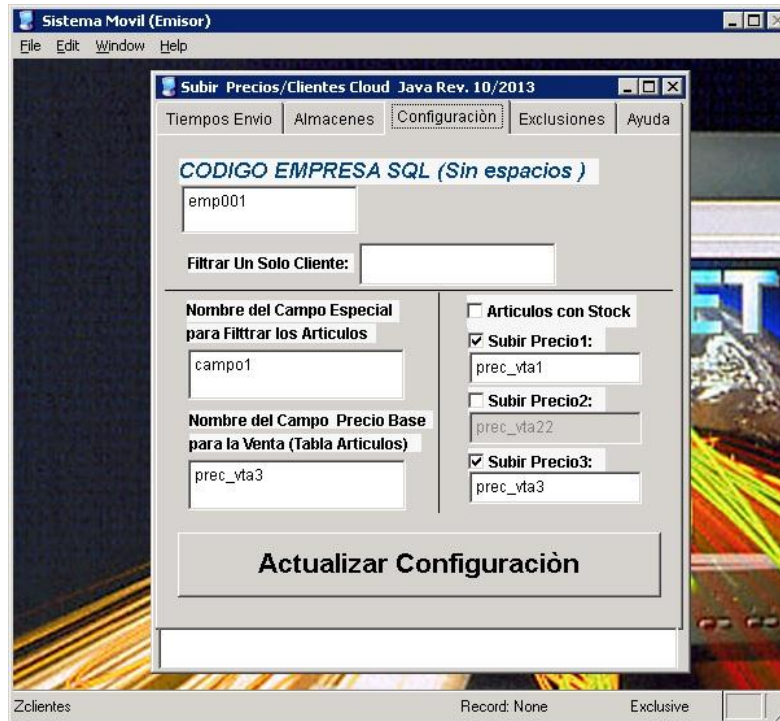 Sistema Movil (Emisor)
File Edit Window Help
Subir Precios/Clientes Cloud Java Rev. 10/2013
Tiempos Envio Almacenes Configuraciòn Exclusiones Ayuda
CODIGO EMPRESA SQL (Sin espacios )
emp001
Filtrar Un Solo Cliente:
Nombre del Campo Especial
para Filttrar los Articulos
campo1
Nombre del Campo Precio Base
para la Venta (Tabla Articulos)
prec_vta3
Articulos con Stock
Subir Precio1:
prec_vta1
Subir Precio2:
prec_vta22
Subir Precio3:
prec_vta3
Actualizar Configuraciòn
ET
Zclientes Record: None Exclusive